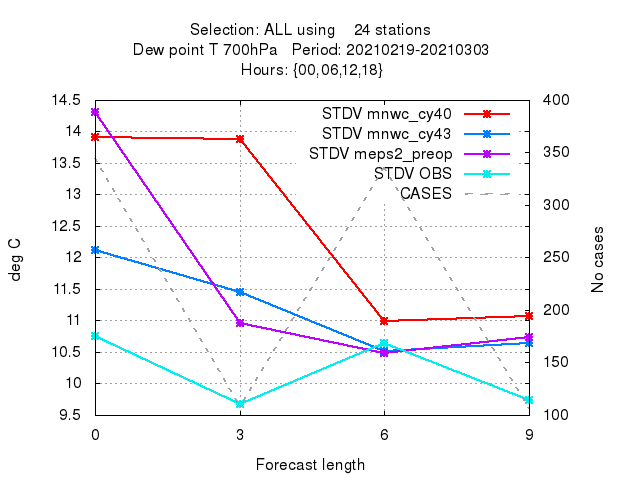 Selection: ALL using    24 stations
Dew point T 700hPa   Period: 20210219-20210303
Hours: {00,06,12,18}
14.5
14
13.5
13
12.5
12
11.5
11
10.5
10
9.5
deg C
STDV mnwc_cy40
STDV mnwc_cy43
STDV meps2_preop
STDV OBS
CASES
400
350
300
250
200
150
100
No cases
0 3 6 9
Forecast length